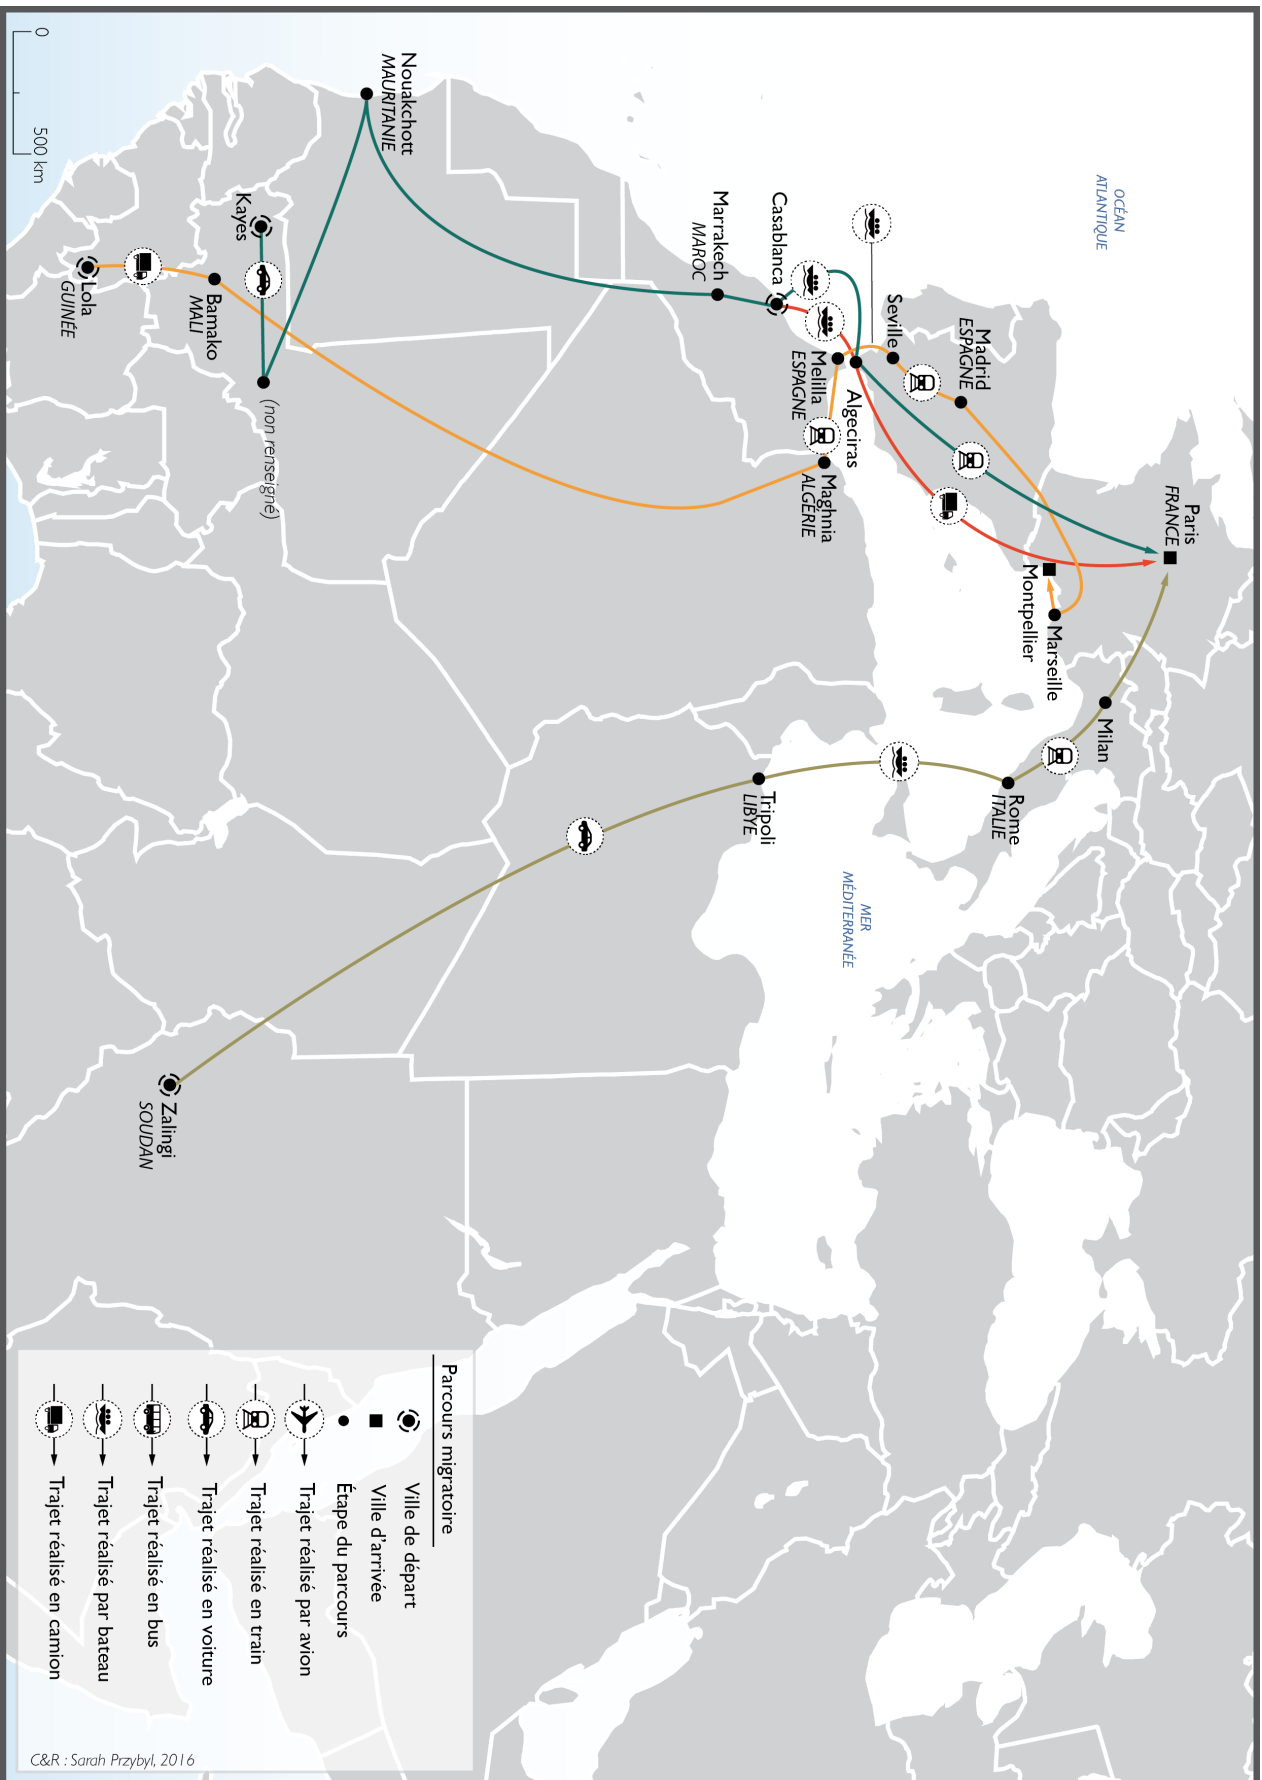 OCÉAN
ATLANTIQUE
Paris
FRANCE
Madrid
ESPAGNE
Seville
Algeciras
Melilla
ESPAGNE
Casablanca
Marrakech
MAROC
Maghnia
ALGÉRIE
Montpellier
Marseille
Milan
Rome
ITALIE
MER
MÉDITERRANÉE
Tripoli
LIBYE
Nouakchott
MAURITANIE
Kayes
(non renseigné)
Bamako
MALI
Lola
GUINÉE
Zalingi
SOUDAN
0
500 km
Parcours migratoire
Ville de départ
Ville d'arrivée
Étape du parcours
Trajet réalisé par avion
Trajet réalisé en train
Trajet réalisé en voiture
Trajet réalisé en bus
Trajet réalisé par bateau
Trajet réalisé en camion
C&R : Sarah Przybyl, 2016